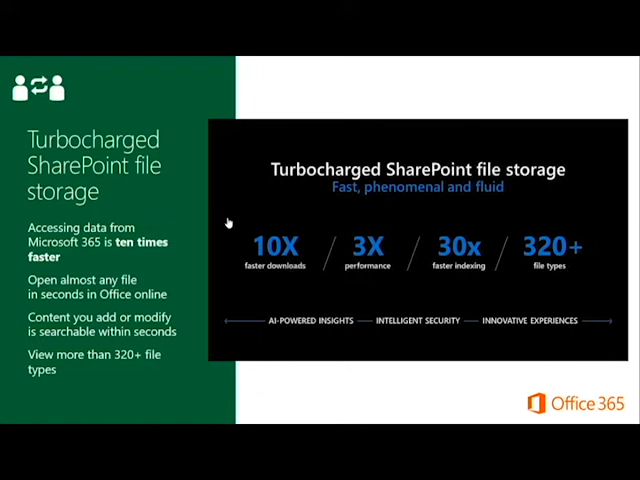 Turbocharged
SharePoint file
storage
Accessing data from
Microsoft 365 is ten times
faster
Open almost any file
in seconds in Office online
Content you add or modify
is searchable within seconds
View more than 320+ file
types
Turbocharged SharePoint file storage
Fast, phenomenal and fluid
10X
faster downloads
3X
performance
30x
faster indexing
320+
file types
AI-POWERED INSIGHTS
INTELLIGENT SECURITY
INNOVATIVE EXPERIENCES
Office 365